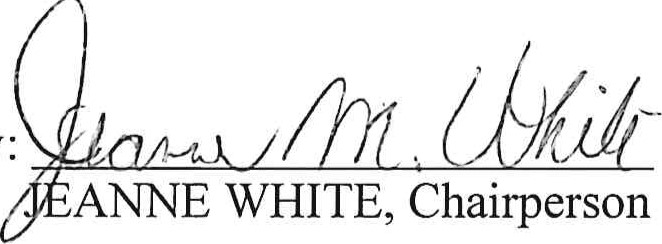 : Jeanne M. White
JEANNE WHITE, Chairperson